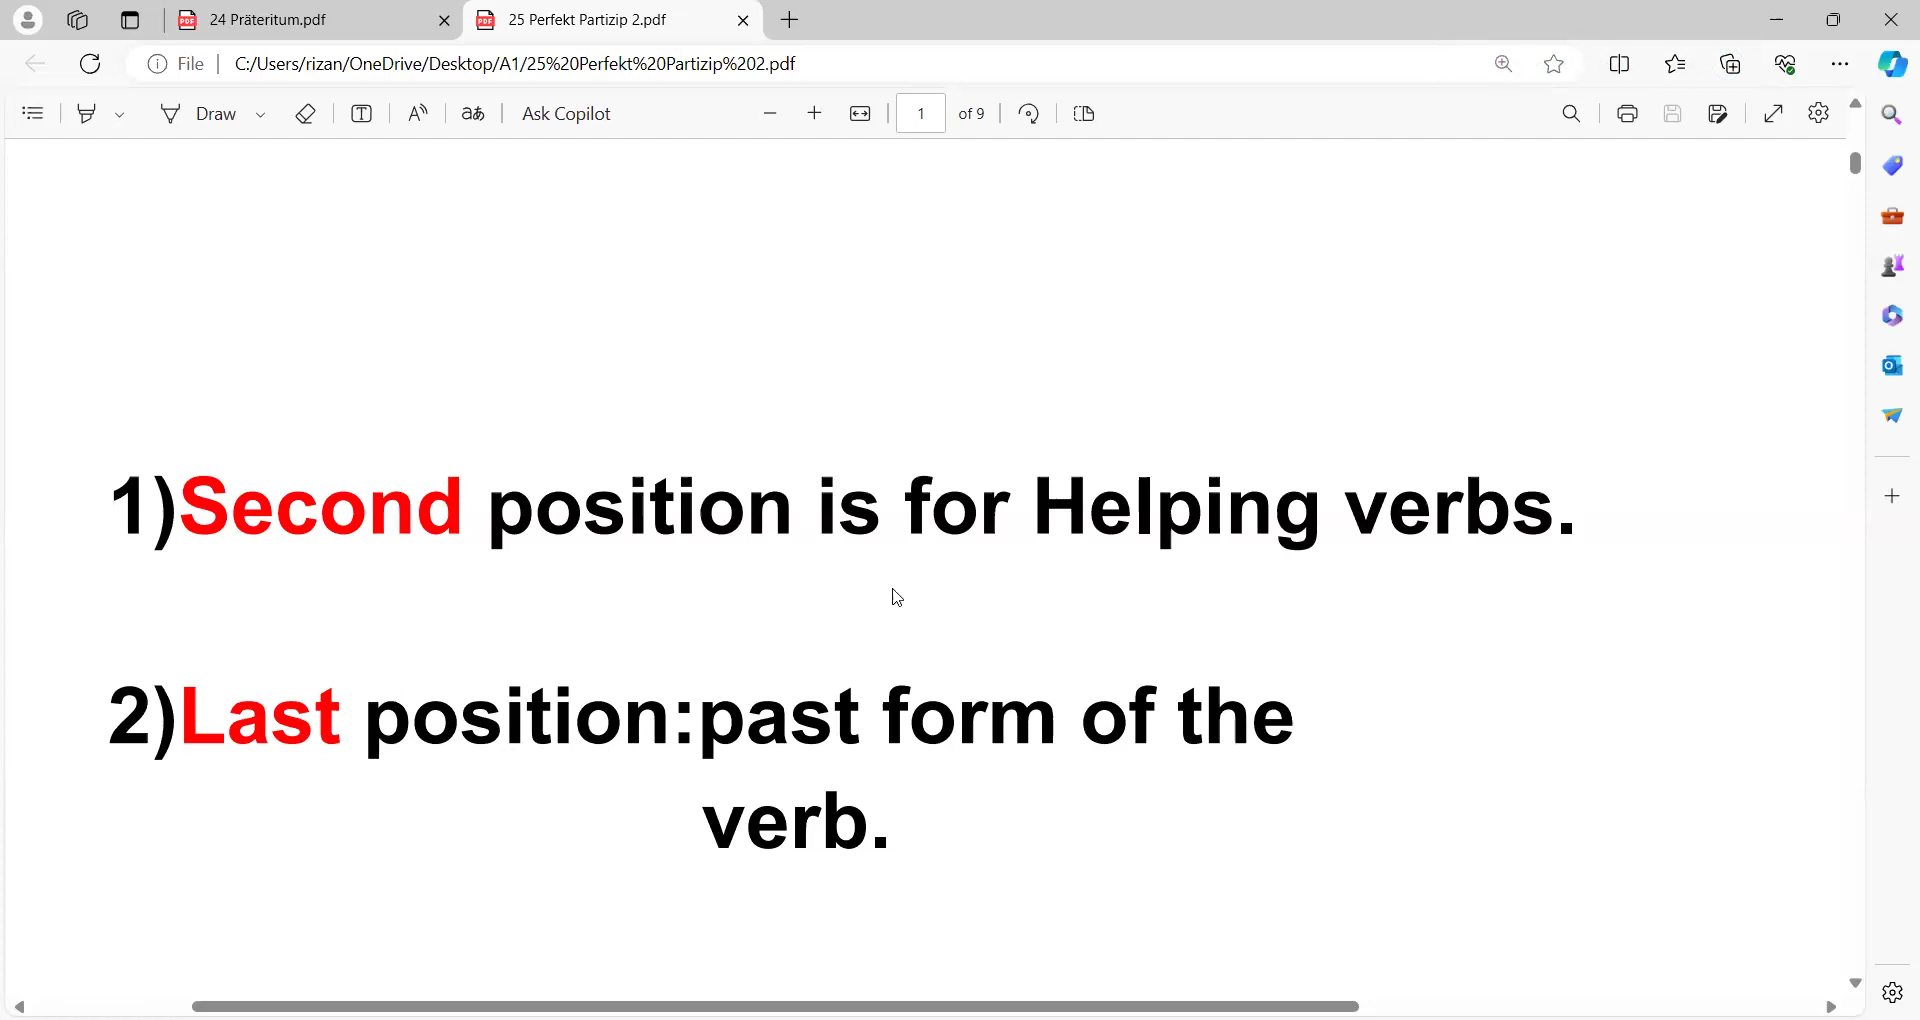 24 Präteritum.pdf
25 Perfekt Partizip 2.pdf
File
C:/Users/rizan/OneDrive/Desktop/A1/25%20Perfekt%20Partizip%202.pdf
Draw
aあ
Ask Copilot
1
of 9
1)Second position is for Helping verbs.
2)Last position:past form of the
verb.